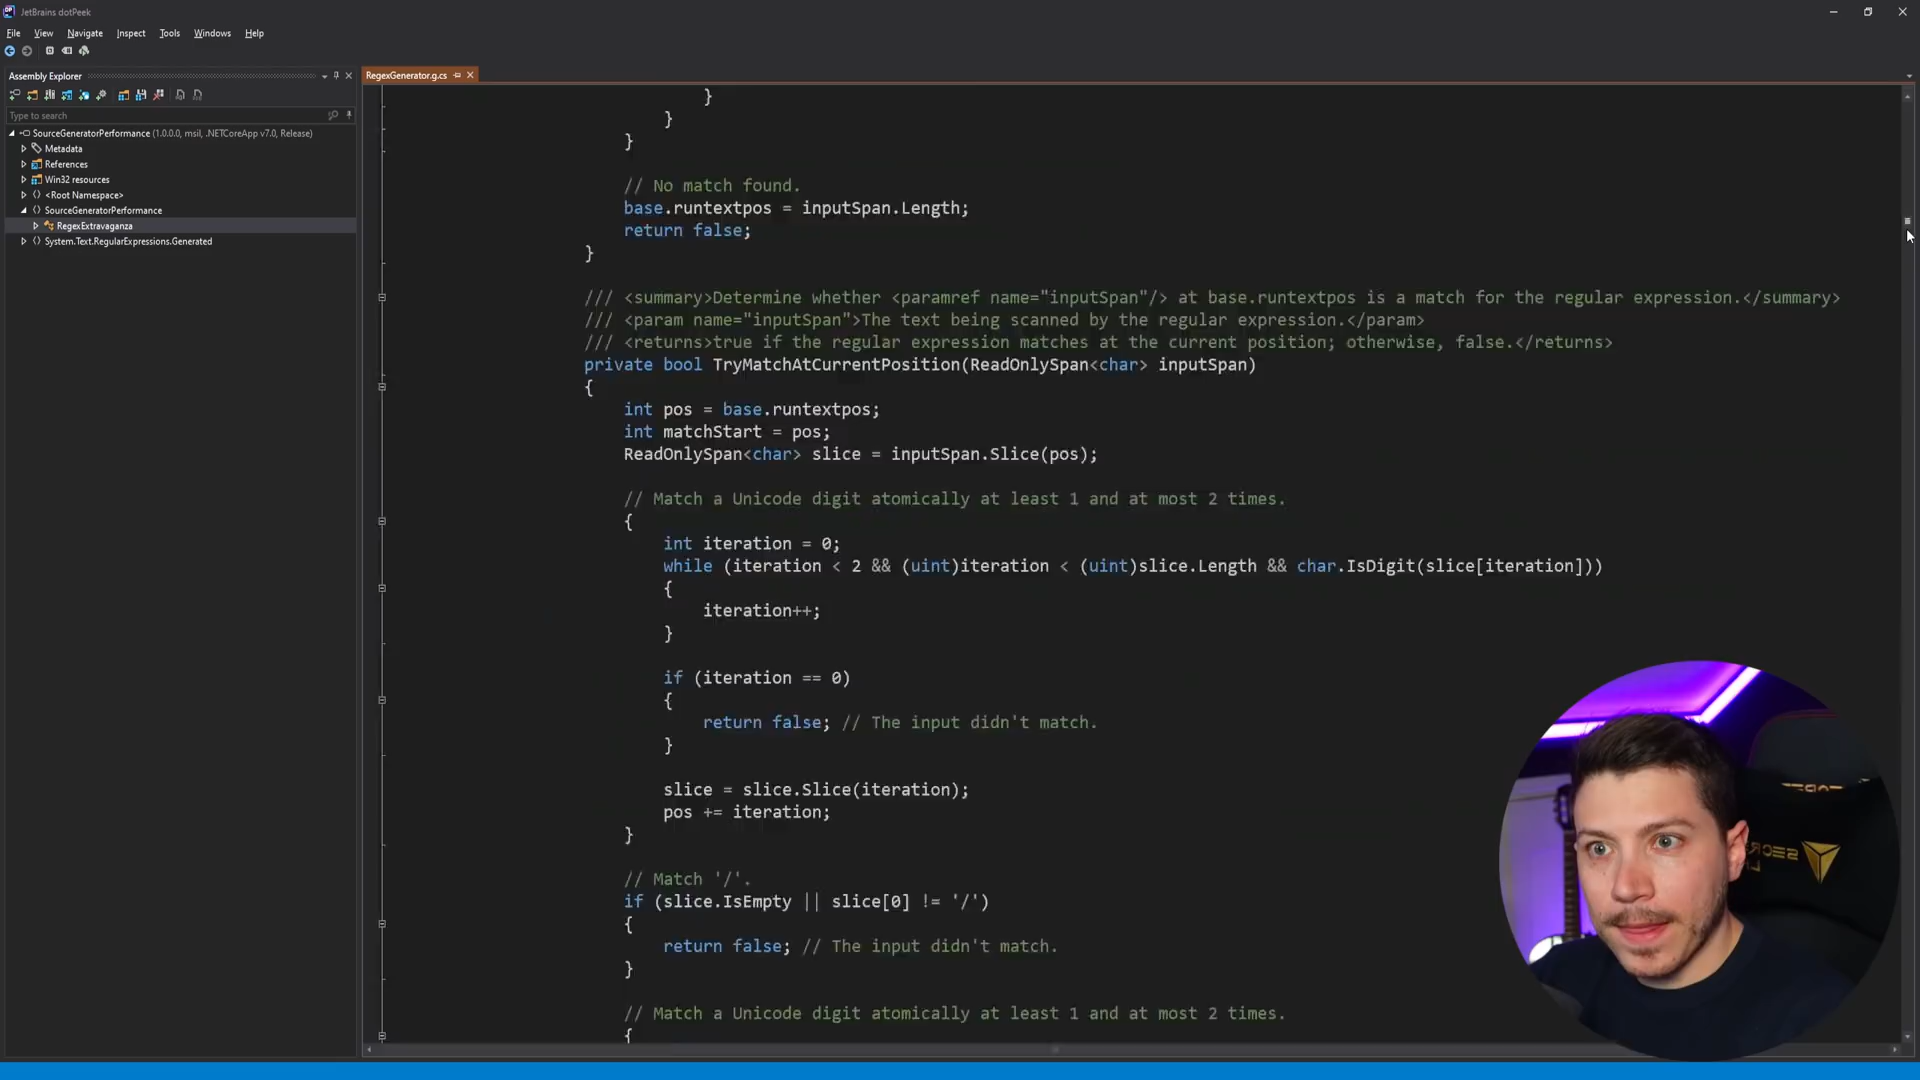 JetBrains dotPeek
File View Navigate Inspect Tools Windows Help
Assembly Explorer
Type to search
SourceGeneratorPerformance (1.0.0.0, msil, .NETCoreApp v7.0, Release)
Metadata
References
Win32 resources
<Root Namespace>
SourceGeneratorPerformance
RegexExtravaganza
System.Text.RegularExpressions.Generated
RegexGenerator.g.cs
}
}
}
// No match found.
base.runtextpos = inputSpan.Length;
return false;
}
/// <summary>Determine whether <paramref name="inputSpan"/> at base.runtextpos is a match for the regular expression.</summary>
/// <param name="inputSpan">The text being scanned by the regular expression.</param>
/// <returns>true if the regular expression matches at the current position; otherwise, false.</returns>
private bool TryMatchAtCurrentPosition(ReadOnlySpan<char> inputSpan)
{
int pos = base.runtextpos;
int matchStart = pos;
ReadOnlySpan<char> slice = inputSpan.Slice(pos);
// Match a Unicode digit atomically at least 1 and at most 2 times.
{
int iteration = 0;
while (iteration < 2 && (uint)iteration < (uint)slice.Length && char.IsDigit(slice[iteration]))
{
iteration++;
}
if (iteration == 0)
{
return false; // The input didn't match.
}
slice = slice.Slice(iteration);
pos += iteration;
}
// Match '/'.
if (slice.IsEmpty || slice[0] != '/')
{
return false; // The input didn't match.
}
// Match a Unicode digit atomically at least 1 and at most 2 times.
{